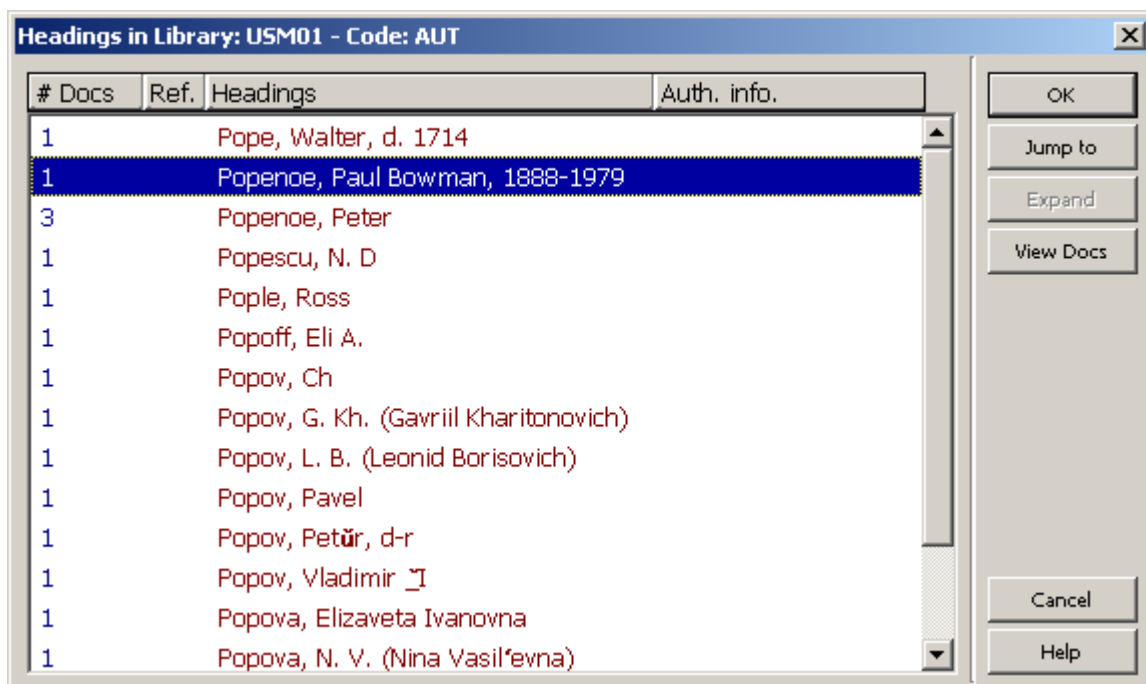 Headings in Library: USM01 - Code: AUT
# Docs Ref. Headings Auth. info.
1 Pope, Walter, d. 1714
1 Popenoe, Paul Bowman, 1888-1979
3 Popenoe, Peter
1 Popescu, N. D
1 Pople, Ross
1 Popoff, Eli A.
1 Popov, Ch
1 Popov, G. Kh. (Gavriil Kharitonovich)
1 Popov, L. B. (Leonid Borisovich)
1 Popov, Pavel
1 Popov, Petŭr, d-r
1 Popov, Vladimir _̆I
1 Popova, Elizaveta Ivanovna
1 Popova, N. V. (Nina Vasilʹevna)
OK
Jump to
Expand
View Docs
Cancel
Help